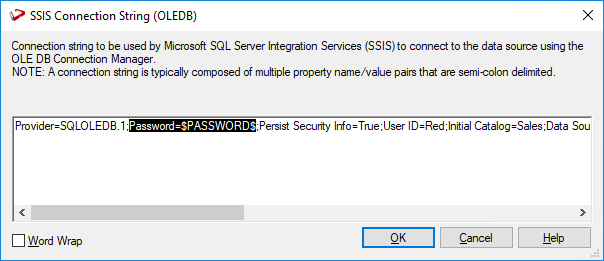 SSIS Connection String (OLEDB)
Connection string to be used by Microsoft SQL Server Integration Services (SSIS) to connect to the data source using the
OLE DB Connection Manager.
NOTE: A connection string is typically composed of multiple property name/value pairs that are semi-colon delimited.
Provider=SQLOLEDB.1;Password=$PASSWORD$;Persist Security Info=True;User ID=Red;Initial Catalog=Sales;Data Sou
Word Wrap
OK
Cancel
Help